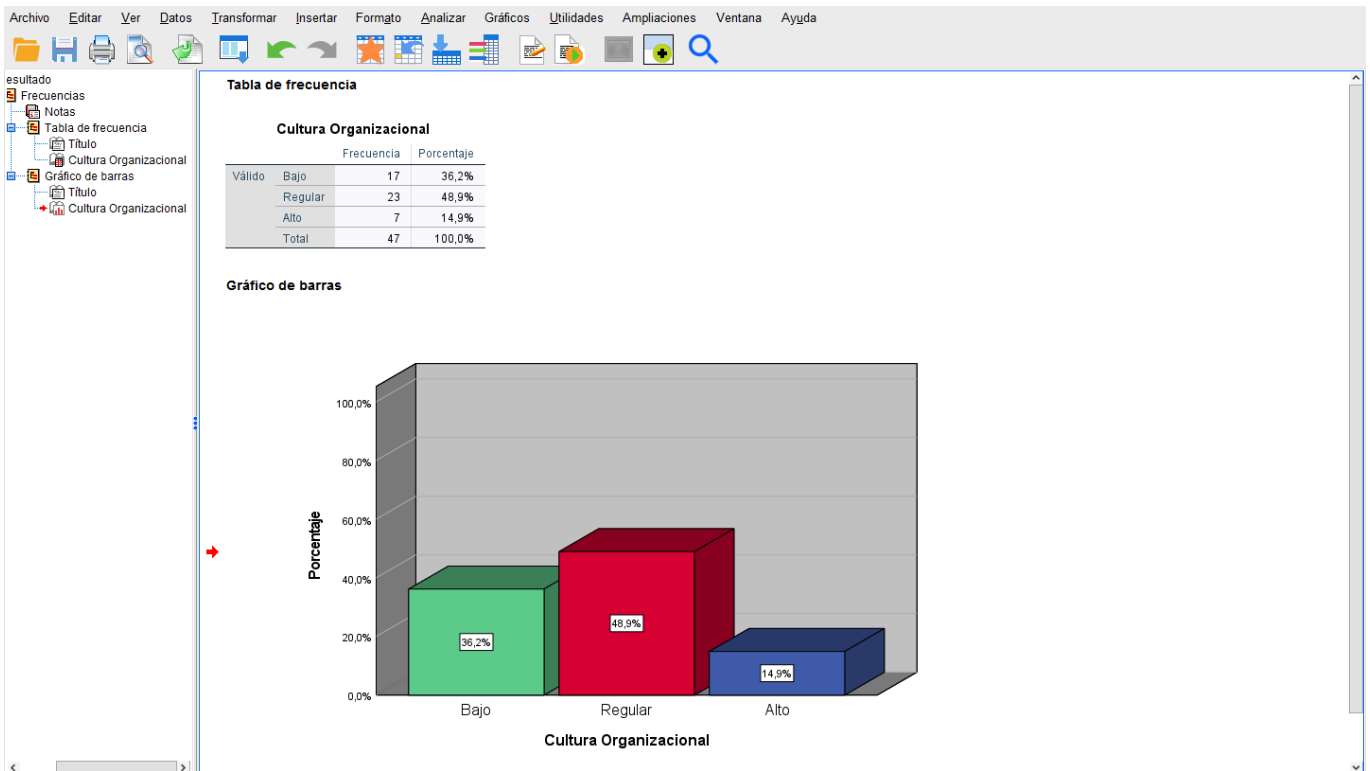 Archivo Editar Ver Datos Transformar Insertar Formato Analizar Gráficos Utilidades Ampliaciones Ventana Ayuda
esultado
Frecuencias
Notas
Tabla de frecuencia
Título
Cultura Organizacional
Gráfico de barras
Título
Cultura Organizacional
Tabla de frecuencia
Cultura Organizacional
Frecuencia Porcentaje
Válido Bajo 17 36,2%
Regular 23 48,9%
Alto 7 14,9%
Total 47 100,0%
Gráfico de barras
100,0%
80,0%
60,0%
40,0%
20,0%
0,0%
Porcentaje
36,2%
48,9%
14,9%
Bajo Regular Alto
Cultura Organizacional